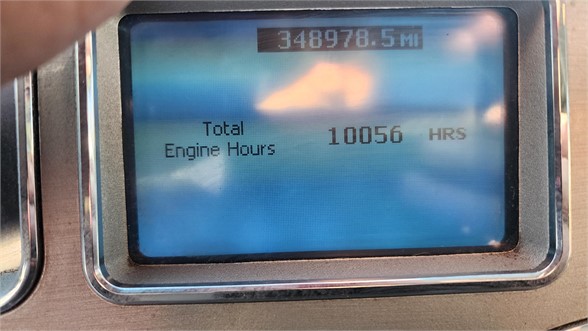 348978.5 MI
Total
Engine Hours 10056 HRS